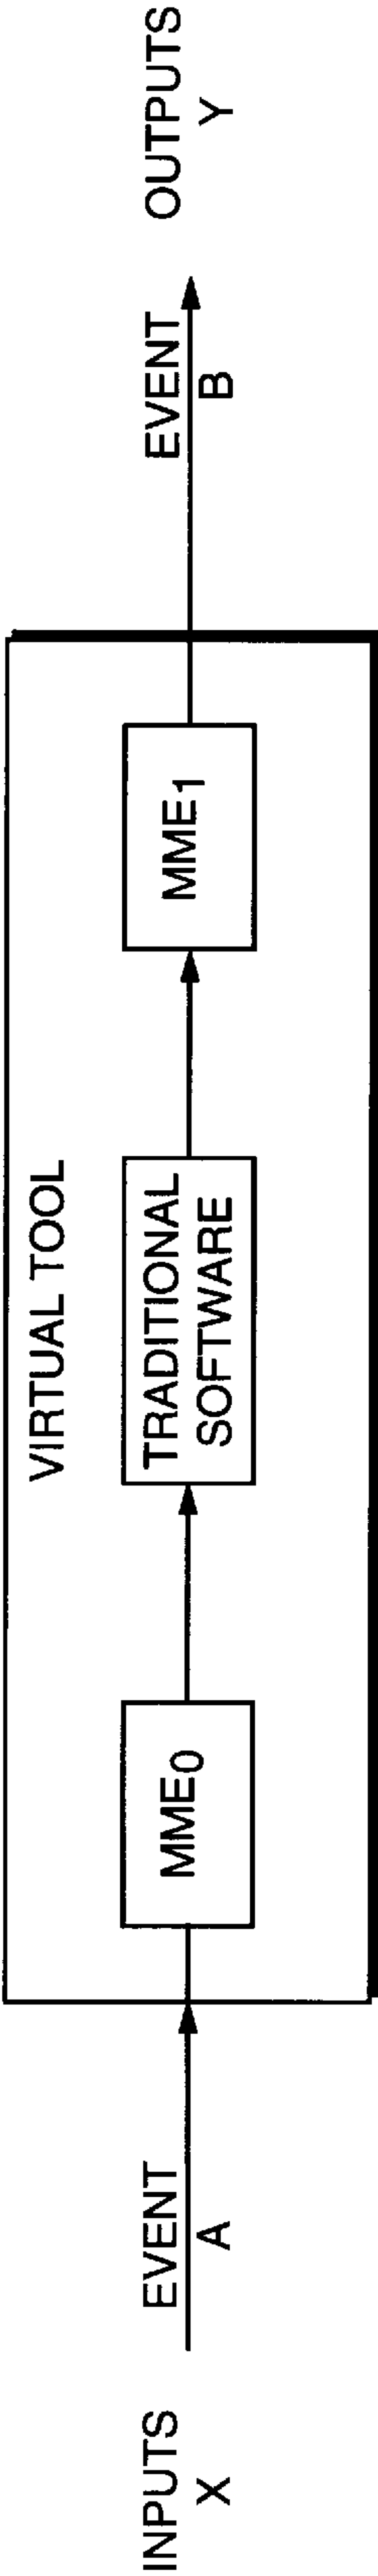 VIRTUAL TOOL
INPUTS
X
EVENT
A
MME0
TRADITIONAL
SOFTWARE
MME1
EVENT
B
OUTPUTS
Y